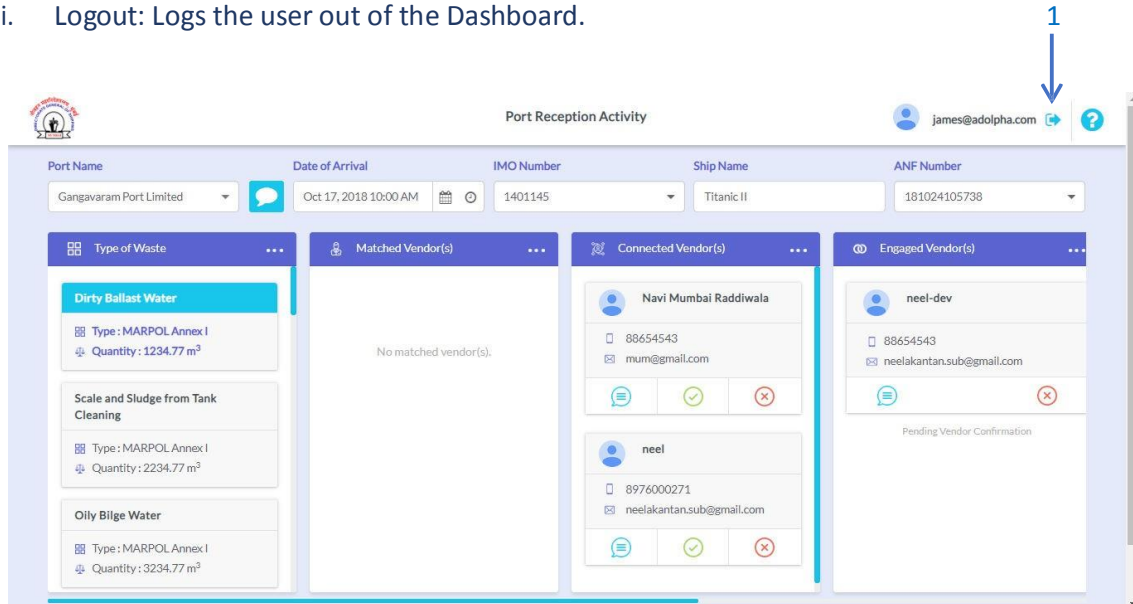 i. Logout: Logs the user out of the Dashboard.
1
Port Reception Activity
james@adolpha.com
?
Port Name
Date of Arrival
IMO Number
Ship Name
ANF Number
Gangavaram Port Limited
Oct 17, 2018 10:00 AM
1401145
Titanic II
181024105738
Type of Waste
Matched Vendor(s)
Connected Vendor(s)
Engaged Vendor(s)
Dirty Ballast Water
Type : MARPOL Annex I
Quantity : 1234.77 m³
Scale and Sludge from Tank
Cleaning
Type : MARPOL Annex I
Quantity : 2234.77 m³
Oily Bilge Water
Type : MARPOL Annex I
Quantity : 3234.77 m³
No matched vendor(s).
Navi Mumbai Raddiwala
88654543
mum@gmail.com
neel
8976000271
neelakantan.sub@gmail.com
neel-dev
88654543
neelakantan.sub@gmail.com
Pending Vendor Confirmation